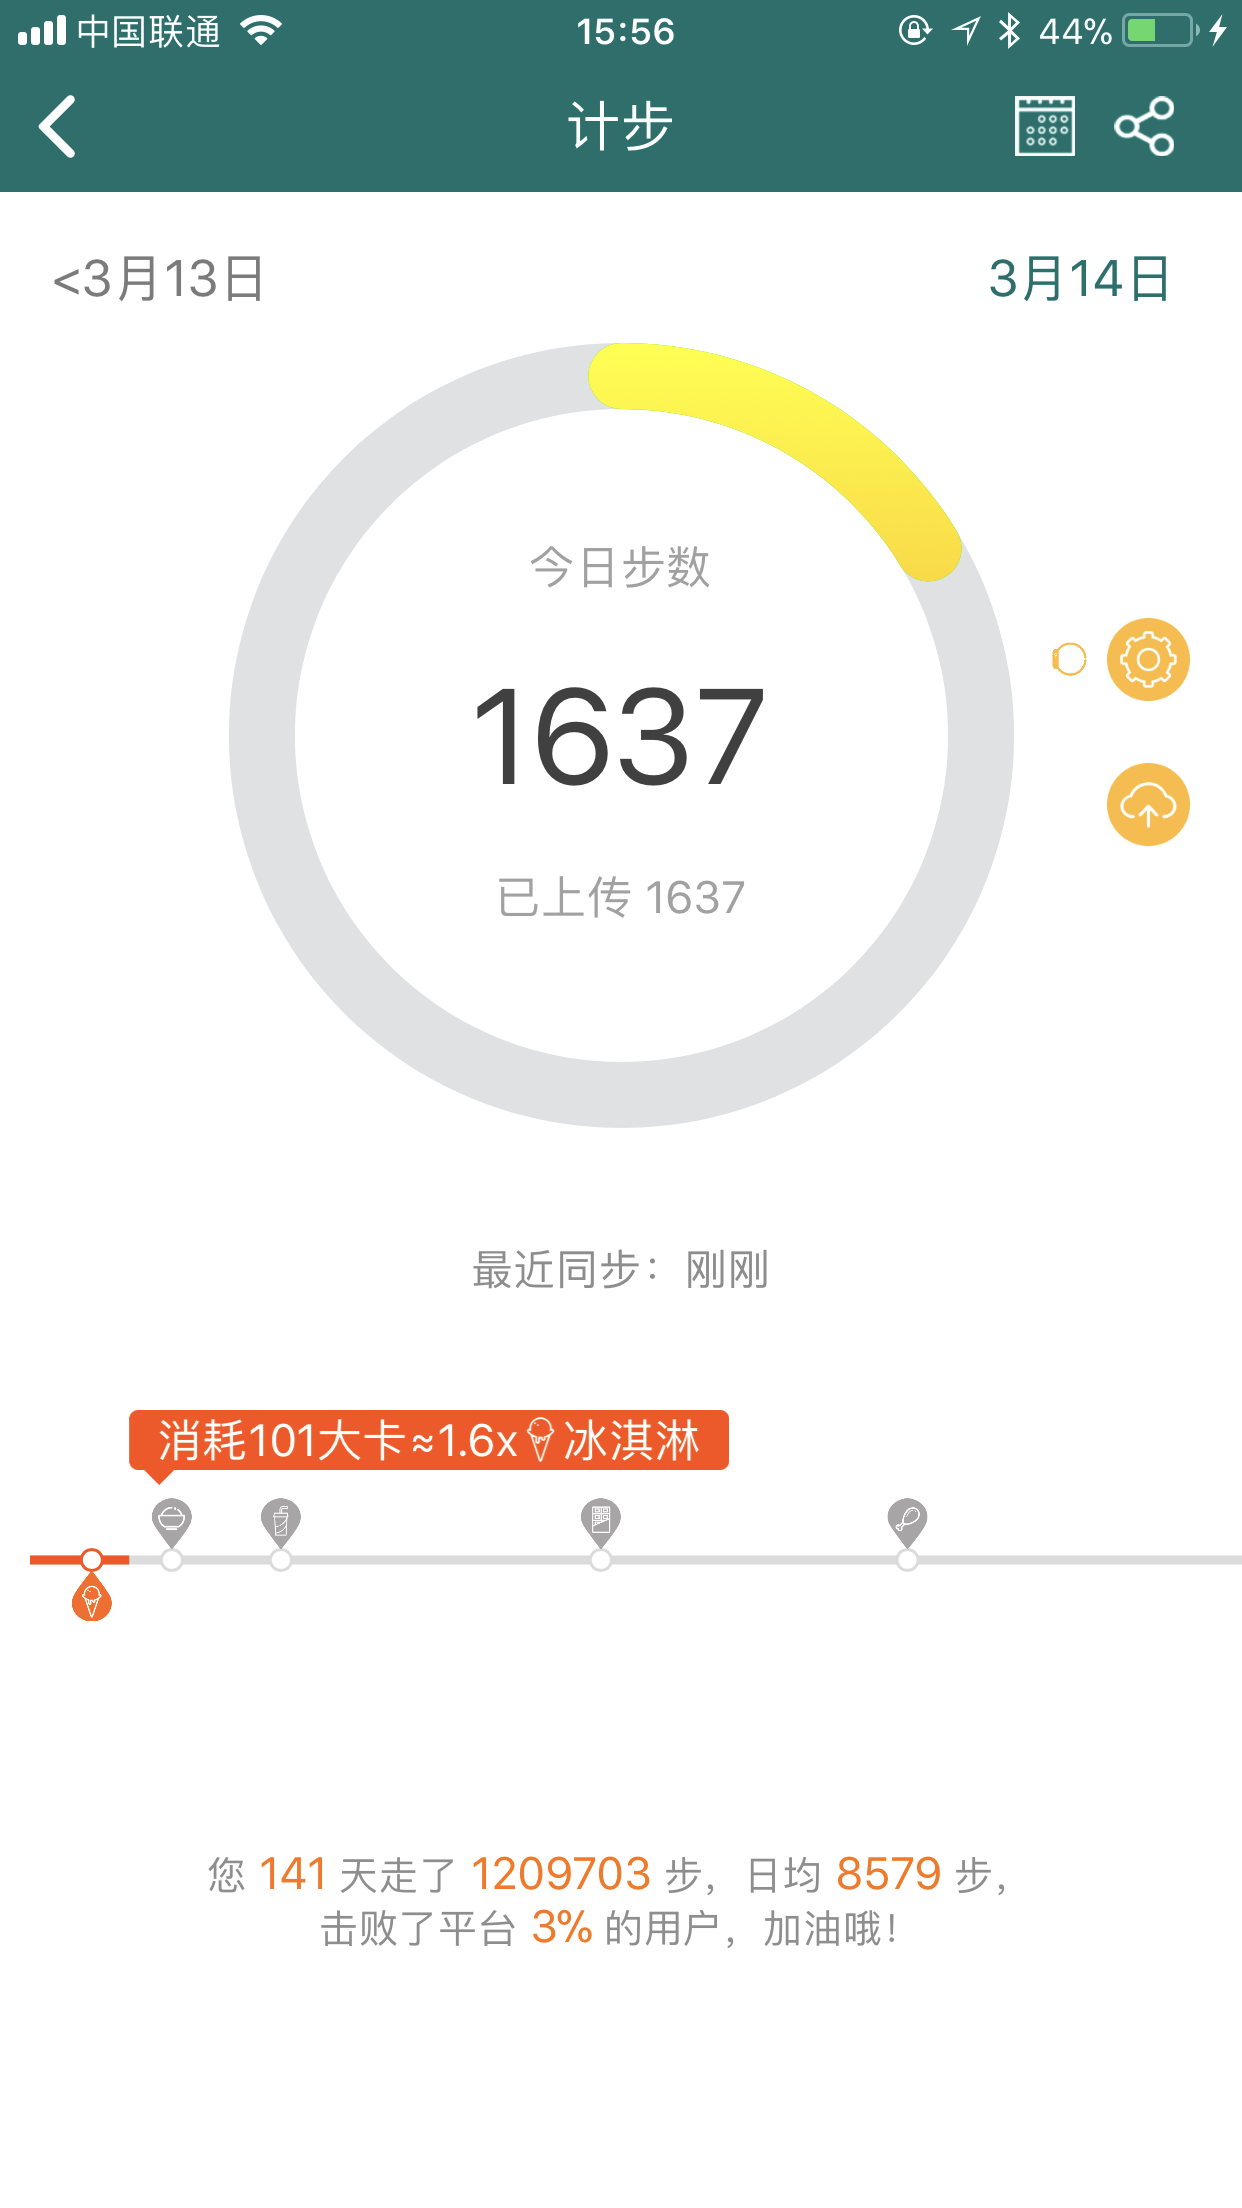 中国联通 15:56 44%
计步
<3月13日 3月14日
今日步数
1637
已上传 1637
最近同步：刚刚
消耗101大卡≈1.6x冰淇淋
您 141 天走了 1209703 步，日均 8579 步，
击败了平台 3% 的用户，加油哦！